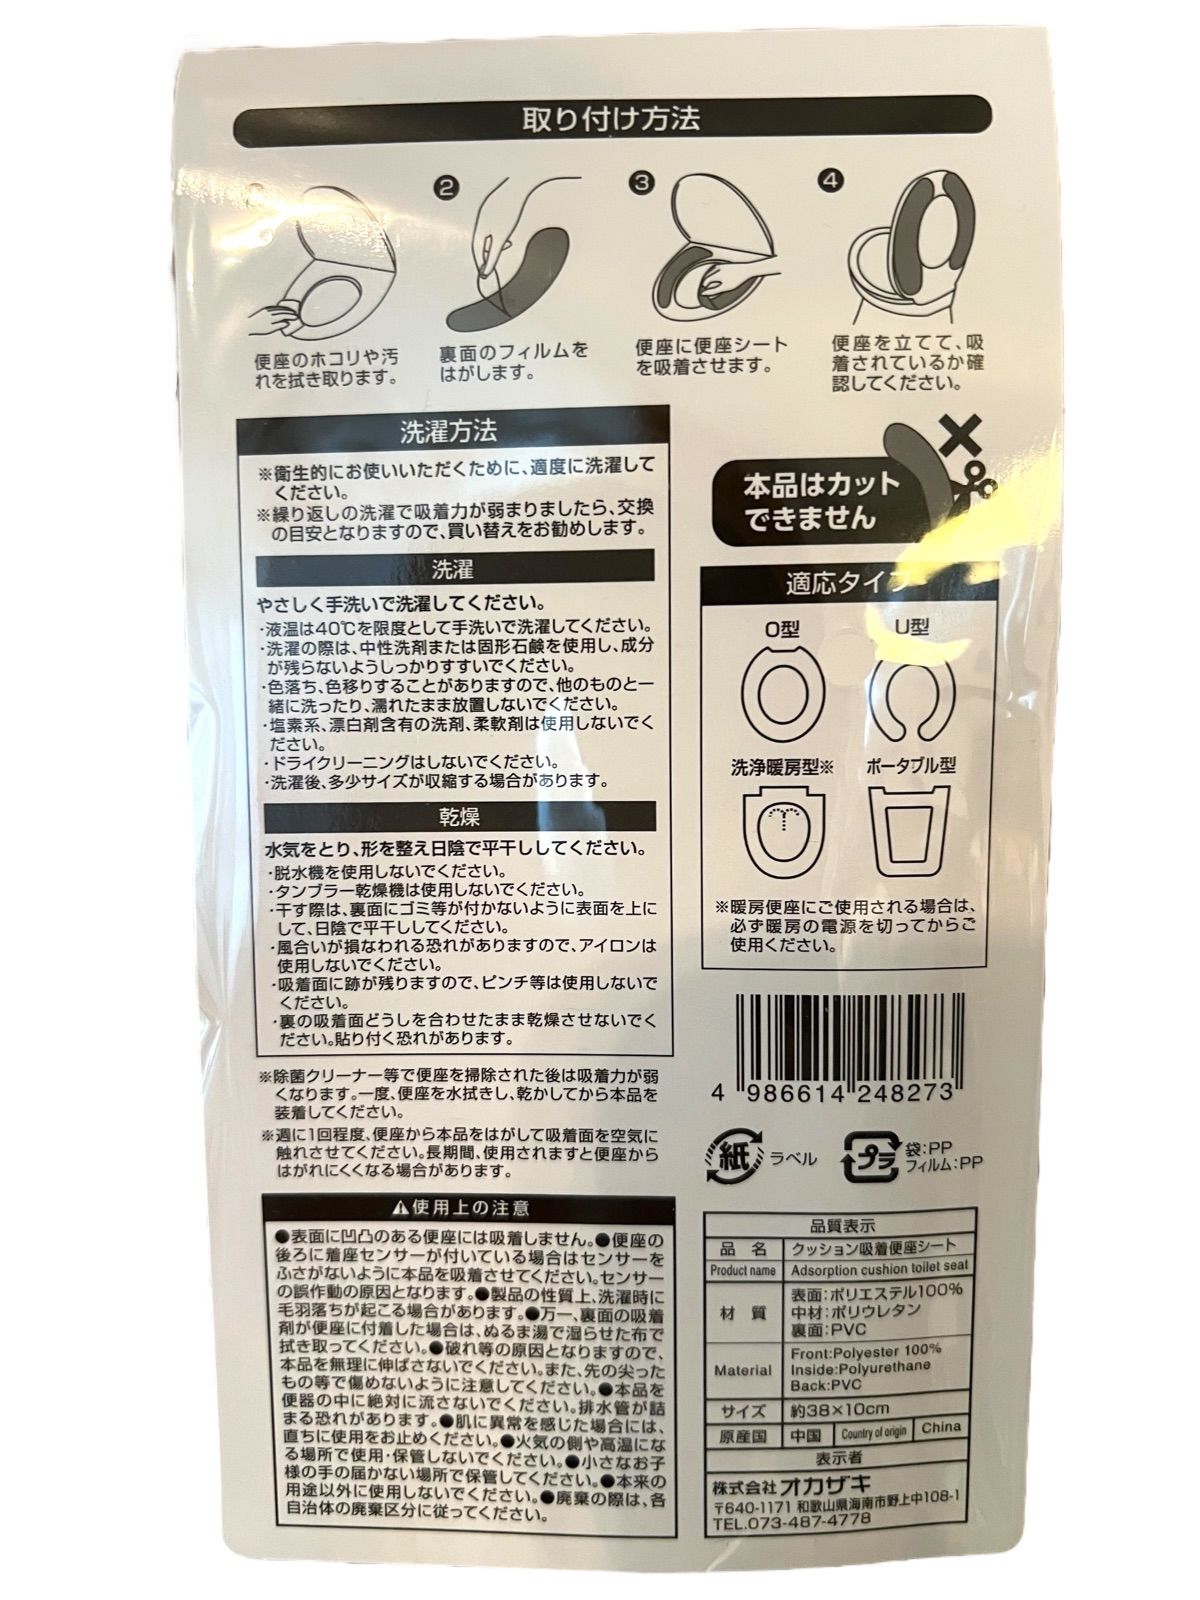 取り付け方法
便座のホコリや汚
れを拭き取ります。
❷
裏面のフィルムを
はがします。
❸
便座に便座シート
を吸着させます。
❹
便座を立てて、吸
着されているか確
認してください。
洗濯方法
※衛生的にお使いいただくために、適度に洗濯して
ください。
※繰り返しの洗濯で吸着力が弱まりましたら、交換
の目安となりますので、買い替えをお勧めします。
洗濯
やさしく手洗いで洗濯してください。
・液温は40℃を限度として手洗いで洗濯してください。
・洗濯の際は、中性洗剤または固形石鹸を使用し、成分
が残らないようしっかりすすいでください。
・色落ち、色移りすることがありますので、他のものと一
緒に洗ったり、濡れたまま放置しないでください。
・塩素系、漂白剤含有の洗剤、柔軟剤は使用しないでく
ださい。
・ドライクリーニングはしないでください。
・洗濯後、多少サイズが収縮する場合があります。
乾燥
水気をとり、形を整え日陰で平干ししてください。
・脱水機を使用しないでください。
・タンブラー乾燥機は使用しないでください。
・干す際は、裏面にゴミ等が付かないように表面を上に
して、日陰で平干ししてください。
・風合いが損なわれる恐れがありますので、アイロンは
使用しないでください。
・吸着面に跡が残りますので、ピンチ等は使用しないで
ください。
・裏の吸着面どうしを合わせたまま乾燥させないでく
ださい。貼り付く恐れがあります。
※除菌クリーナー等で便座を掃除された後は吸着力が弱
くなります。一度、便座を水拭きし、乾かしてから本品を
装着してください。
※週に1回程度、便座から本品をはがして吸着面を空気に
触れさせてください。長期間、使用されますと便座から
はがれにくくなる場合があります。
⚠使用上の注意
●表面に凹凸のある便座には吸着しません。●便座の
後ろに着座センサーが付いている場合はセンサーを
ふさがないように本品を吸着させてください。センサー
の誤作動の原因となります。●製品の性質上、洗濯時に
毛羽落ちが起こる場合があります。●万一、裏面の吸着
剤が便座に付着した場合は、ぬるま湯で湿らせた布で
拭き取ってください。●破れ等の原因となりますので、
本品を無理に伸ばさないでください。また、先の尖った
もの等で傷めないように注意してください。●本品を
便器の中に絶対に流さないでください。排水管が詰
まる恐れがあります。●肌に異常を感じた場合には、
直ちに使用をお止めください。●火気の側や高温にな
る場所で使用・保管しないでください。●小さなお子
様の手の届かない場所で保管してください。●本来の
用途以外に使用しないでください。●廃棄の際は、各
自治体の廃棄区分に従ってください。
本品はカット
できません
適応タイプ
O型
U型
洗浄暖房型※
ポータブル型
※暖房便座にご使用される場合は、
必ず暖房の電源を切ってからご
使用ください。
4 986614 248273
紙 ラベル
プラ 袋:PP
フィルム:PP
品質表示
品 名 クッション吸着便座シート
Product name Adsorption cushion toilet seat
材 質 表面:ポリエステル100%
中材:ポリウレタン
裏面:PVC
Material Front:Polyester 100%
Inside:Polyurethane
Back:PVC
サイズ 約38×10cm
原産国 中国 Country of origin China
表示者
株式会社オカザキ
〒640-1171 和歌山県海南市野上中108-1
TEL.073-487-4778